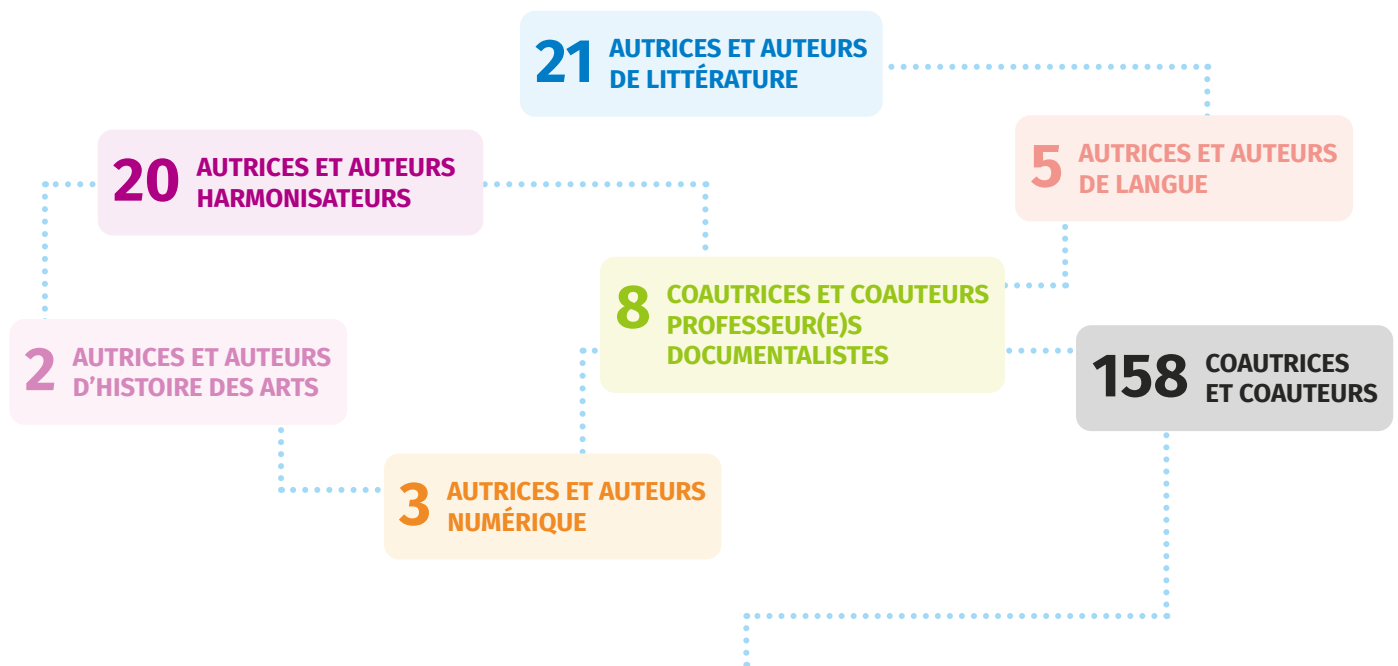 21 AUTRICES ET AUTEURS
DE LITTÉRATURE
20 AUTRICES ET AUTEURS
HARMONISATEURS
5 AUTRICES ET AUTEURS
DE LANGUE
8 COAUTRICES ET COAUTEURS
PROFESSEUR(E)S
DOCUMENTALISTES
2 AUTRICES ET AUTEURS
D'HISTOIRE DES ARTS
158 COAUTRICES
ET COAUTEURS
3 AUTRICES ET AUTEURS
NUMÉRIQUE